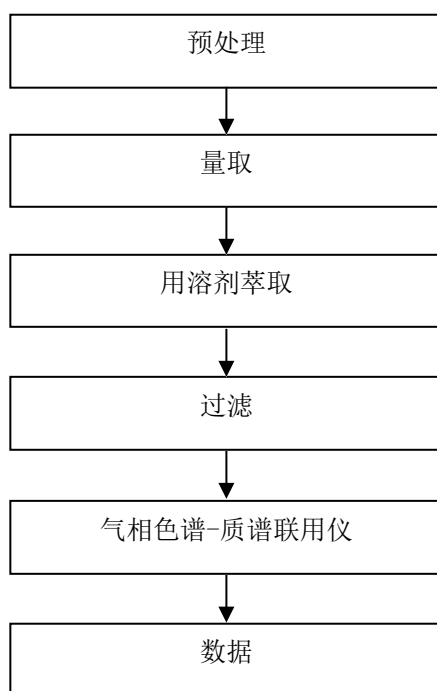 预处理
量取
用溶剂萃取
过滤
气相色谱-质谱联用仪
数据